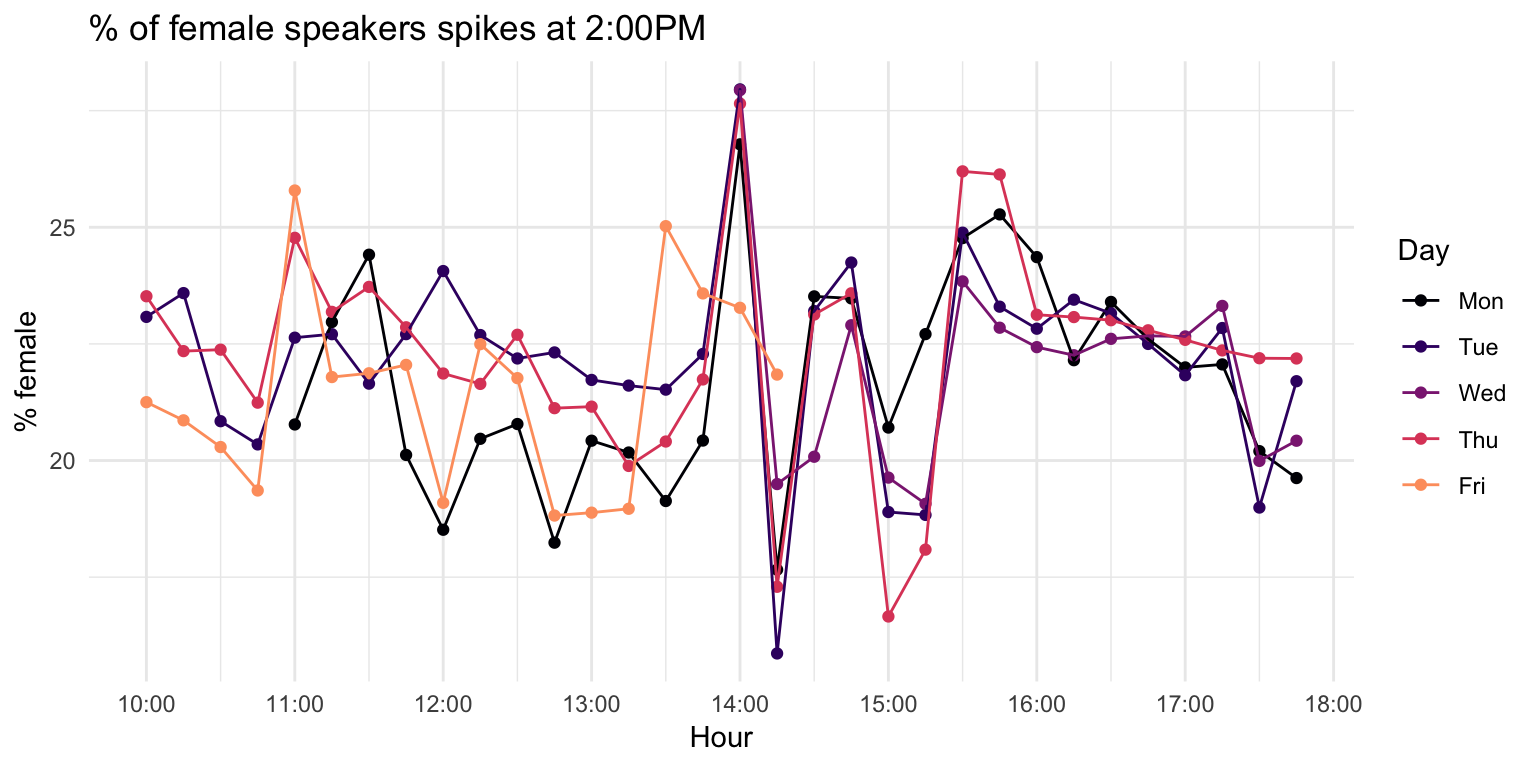 % of female speakers spikes at 2:00PM
25
20
% female
10:00 11:00 12:00 13:00 14:00 15:00 16:00 17:00 18:00
Hour
Day
Mon
Tue
Wed
Thu
Fri